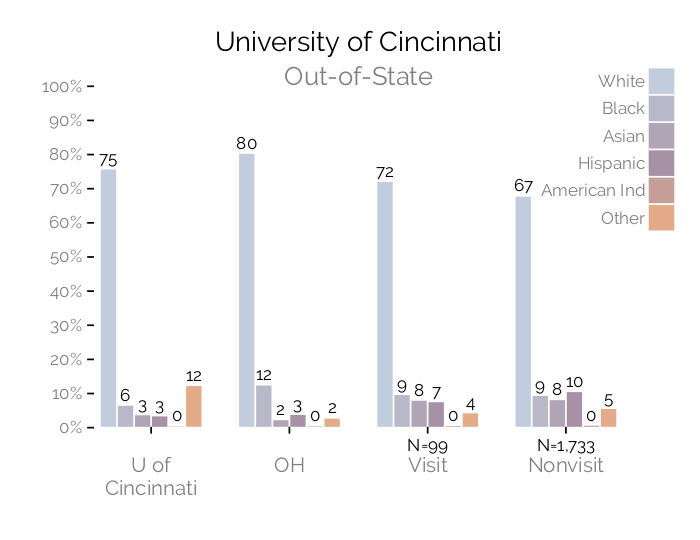 University of Cincinnati
Out-of-State
100%
90%
80%
70%
60%
50%
40%
30%
20%
10%
0%
White
Black
Asian
Hispanic
American Ind
Other
75
6
3
3
0
12
80
12
2
3
0
2
72
9
8
7
0
4
67
9
8
10
0
5
N=99
N=1,733
U of
Cincinnati
OH
Visit
Nonvisit